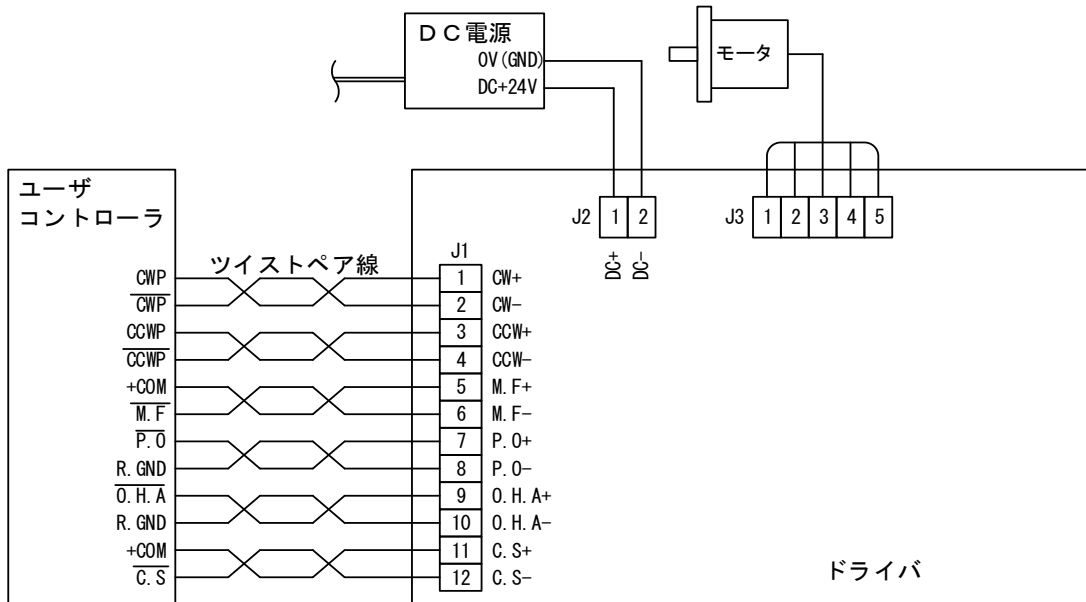 DC電源
0V(GND)
DC+24V
モータ
ユーザ
コントローラ
J2 1 2
DC+
DC-
J3 1 2 3 4 5
ツイストペア線
J1
CWP 1 CW+
C̅W̅P̅ 2 CW-
CCWP 3 CCW+
C̅C̅W̅P̅ 4 CCW-
+COM 5 M.F+
M̅.̅F̅ 6 M.F-
P̅.̅O̅ 7 P.O+
R.GND 8 P.O-
O̅.̅H̅.̅A̅ 9 O.H.A+
R.GND 10 O.H.A-
+COM 11 C.S+
C̅.̅S̅ 12 C.S-
ドライバ